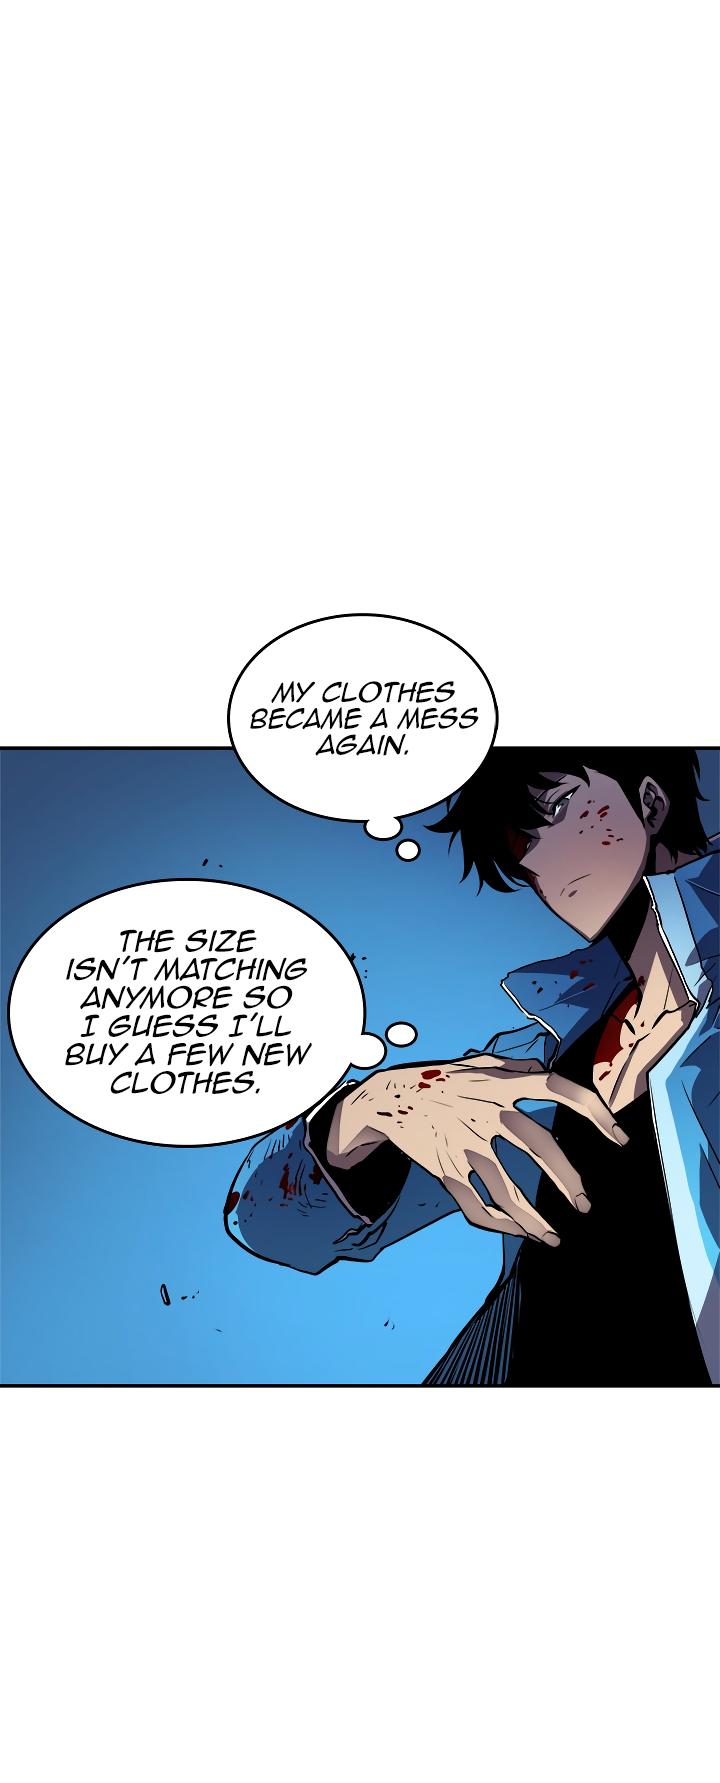 MY CLOTHES
BECAME A MESS
AGAIN.
THE SIZE
ISN'T MATCHING
ANYMORE SO
I GUESS I'LL
BUY A FEW NEW
CLOTHES.